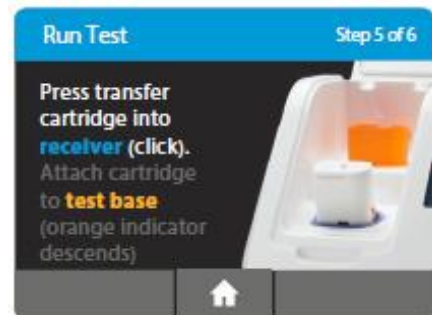 Run Test
Step 5 of 6
Press transfer
cartridge into
receiver (click).
Attach cartridge
to test base
(orange indicator
descends)